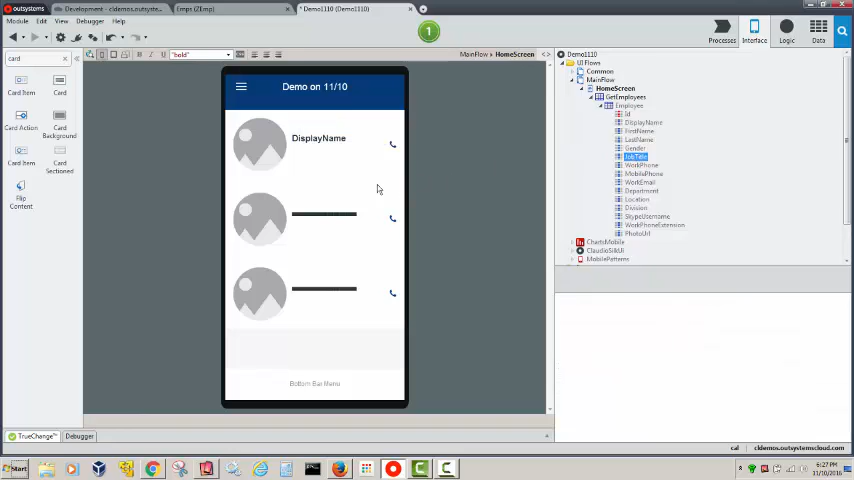 outsystems
Development - cldemos.outsyste...
Emps (ZEmp)
* Demo1110 (Demo1110)
Module
Edit
View
Debugger
Help
1
Processes
Interface
Logic
Data
card
"bold"
B
I
U
MainFlow
HomeScreen
Card Item
Card
Card Action
Card
Background
Card Item
Card
Sectioned
Flip
Content
Demo on 11/10
DisplayName
Bottom Bar Menu
Demo1110
UI Flows
Common
MainFlow
HomeScreen
GetEmployees
Employee
Id
DisplayName
FirstName
LastName
Gender
JobTitle
WorkPhone
MobilePhone
WorkEmail
Department
Location
Division
SkypeUsername
WorkPhoneExtension
PhotoUrl
ChartsMobile
ClaudioSilkUI
MobilePatterns
TrueChange™
Debugger
cal
cldemos.outsystemscloud.com
Start
6:27 PM
11/10/2016